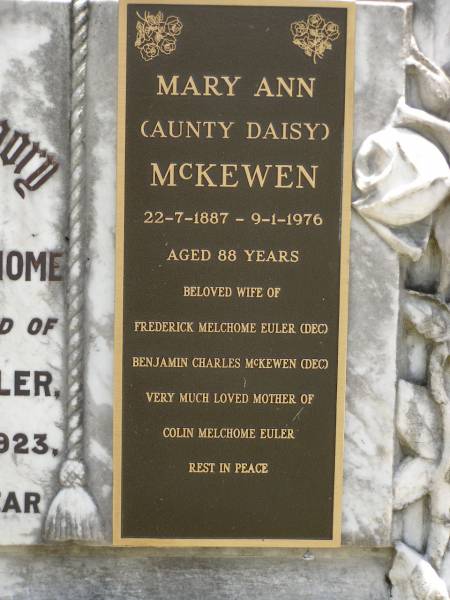 ory
HOME
D OF
LER,
1923,
EAR
MARY ANN
(AUNTY DAISY)
McKEWEN
22-7-1887 - 9-1-1976
AGED 88 YEARS
BELOVED WIFE OF
FREDERICK MELCHOME EULER (DEC)
BENJAMIN CHARLES McKEWEN (DEC)
VERY MUCH LOVED MOTHER OF
COLIN MELCHOME EULER
REST IN PEACE